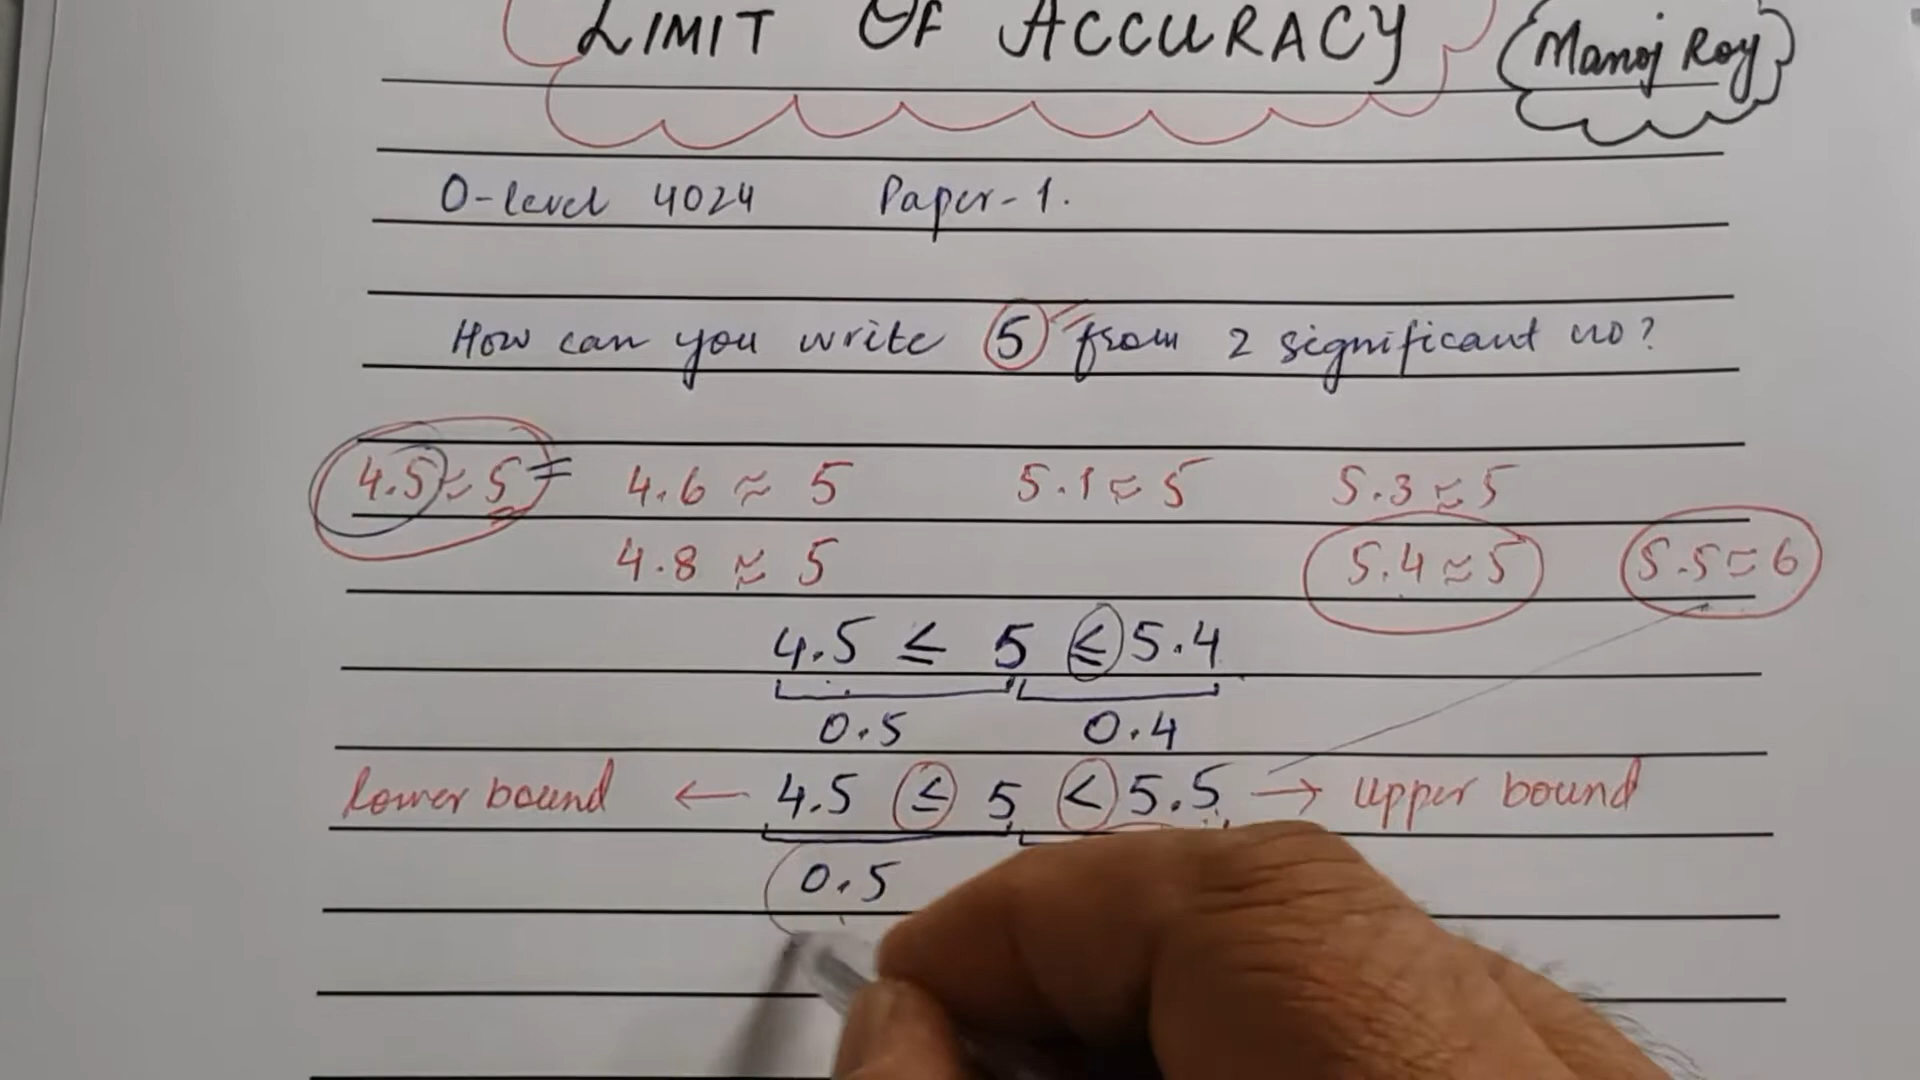 LIMIT OF ACCURACY
(Manoj Roy)
O-level 4024 Paper-1.
How can you write 5 from 2 significant no?
4.5 ≈ 5 = 4.6 ≈ 5 5.1 ≈ 5 5.3 ≈ 5
4.8 ≈ 5 5.4 ≈ 5 5.5 ≈ 6
4.5 ≤ 5 ≤ 5.4
0.5 0.4
lower bound ← 4.5 ≤ 5 < 5.5 → upper bound
0.5